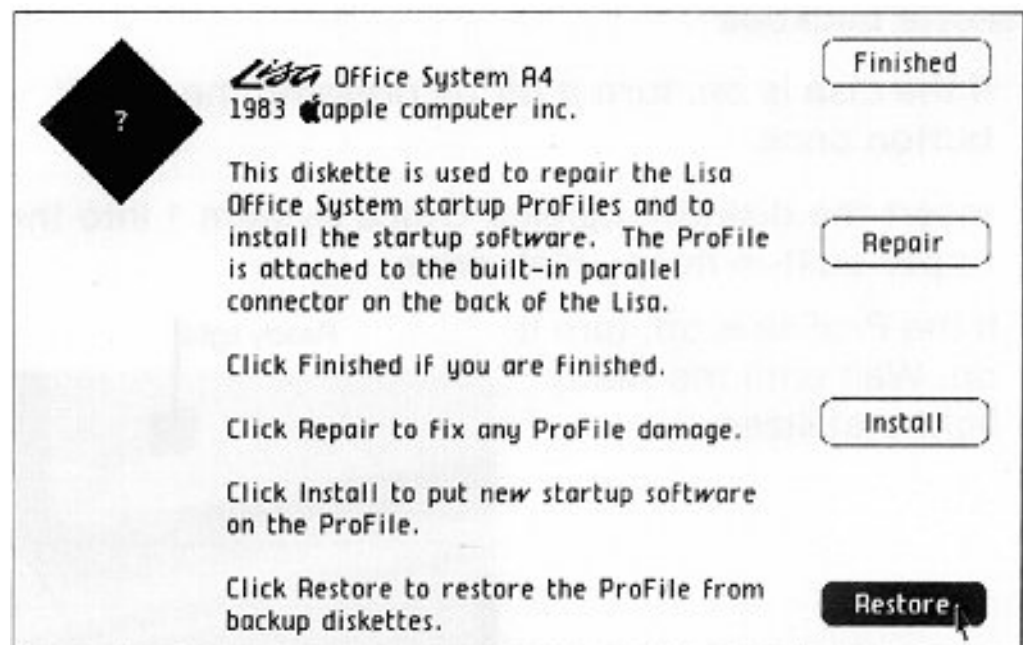 ?
Lisa Office System A4
1983 apple computer inc.
Finished
This diskette is used to repair the Lisa
Office System startup ProFiles and to
install the startup software. The ProFile
is attached to the built-in parallel
connector on the back of the Lisa.
Repair
Click Finished if you are finished.
Click Repair to fix any ProFile damage.
Install
Click Install to put new startup software
on the ProFile.
Click Restore to restore the ProFile from
backup diskettes.
Restore